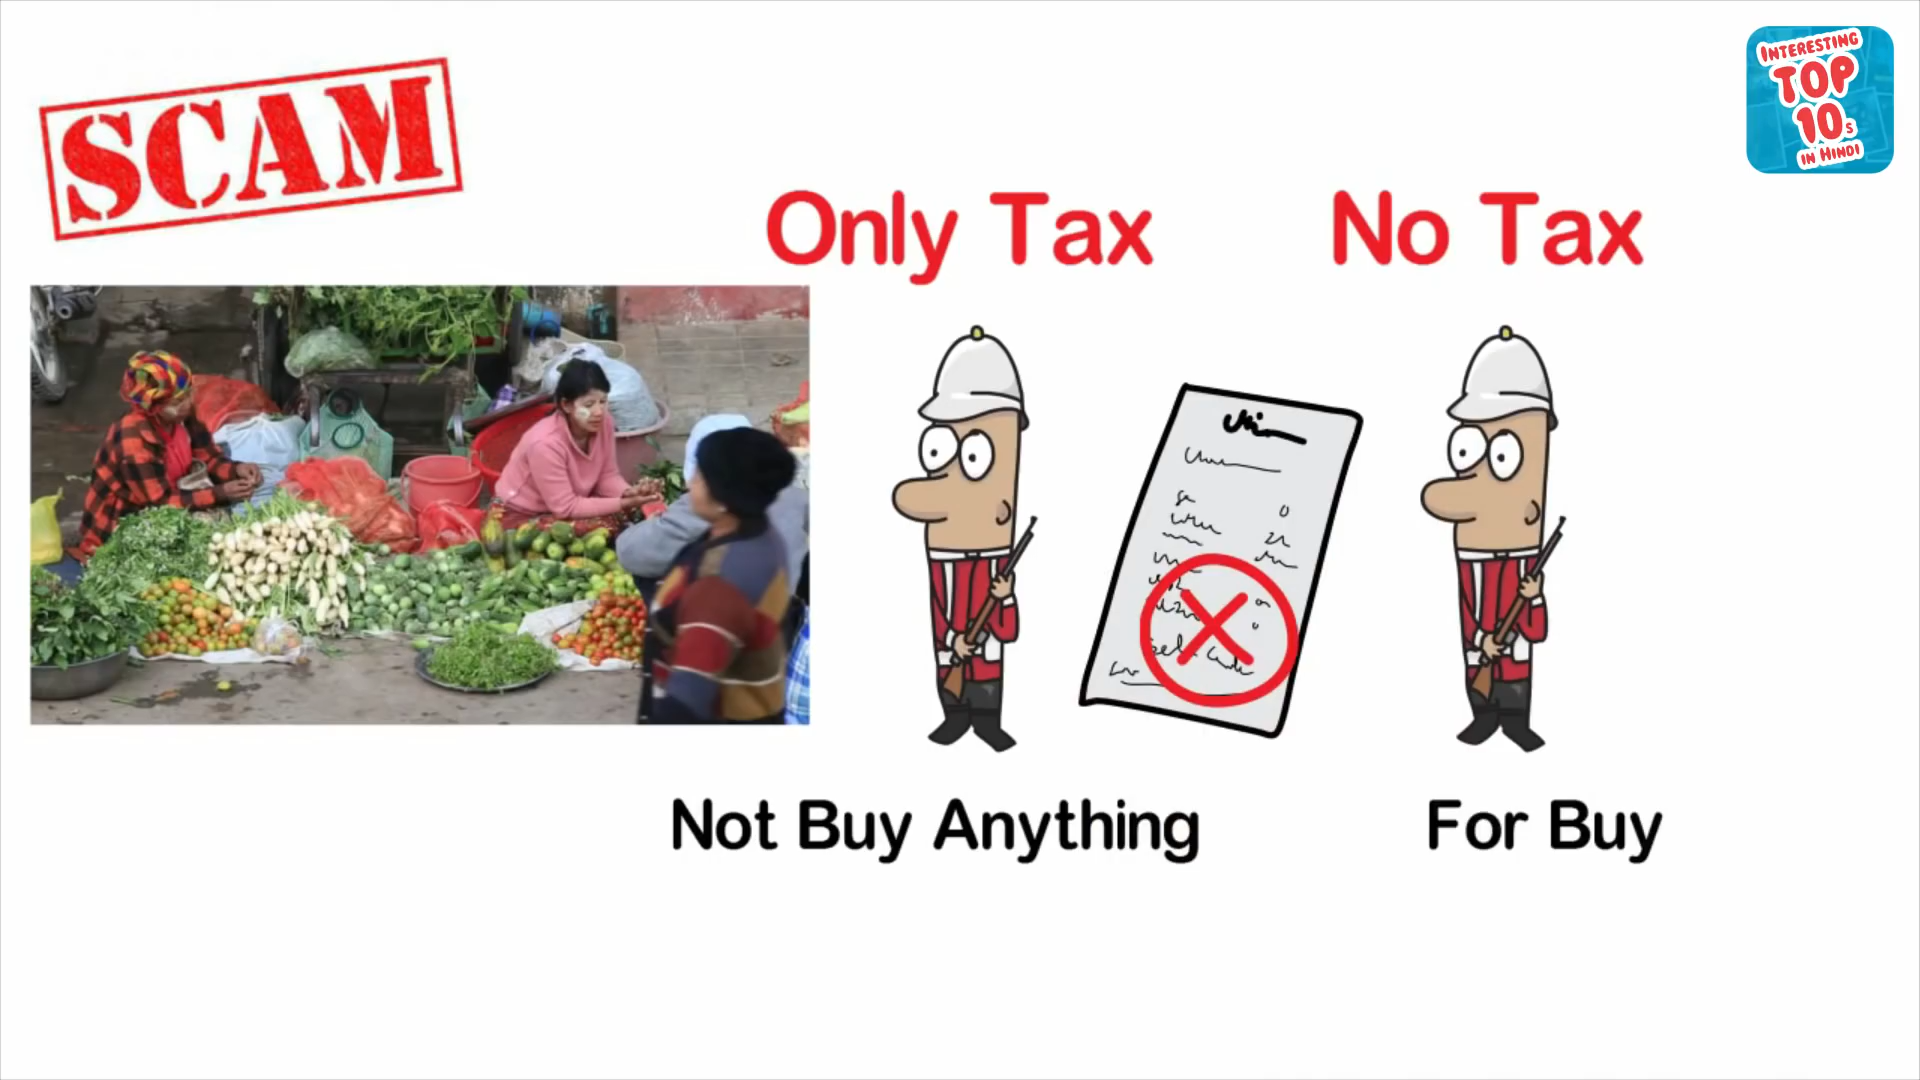 SCAM
INTERESTING
TOP
10s
IN HINDI
Only Tax
No Tax
Not Buy Anything
For Buy